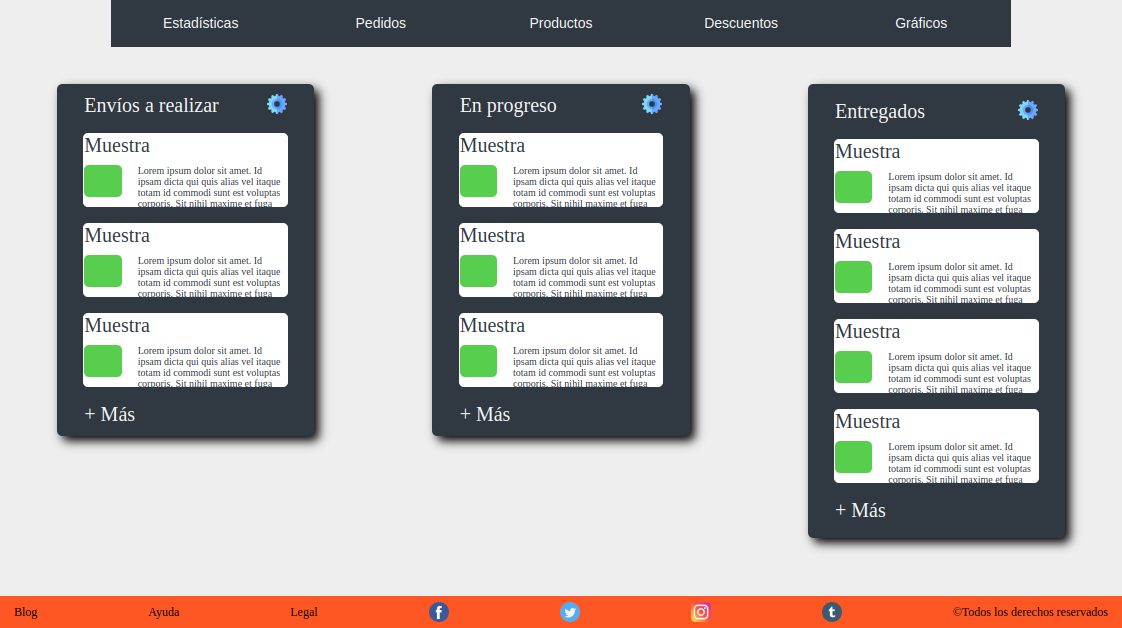 Estadísticas Pedidos Productos Descuentos Gráficos
Envíos a realizar
Muestra
Lorem ipsum dolor sit amet. Id
ipsam dicta qui quis alias vel itaque
totam id commodi sunt est voluptas
corporis. Sit nihil maxime et fuga
Muestra
Lorem ipsum dolor sit amet. Id
ipsam dicta qui quis alias vel itaque
totam id commodi sunt est voluptas
corporis. Sit nihil maxime et fuga
Muestra
Lorem ipsum dolor sit amet. Id
ipsam dicta qui quis alias vel itaque
totam id commodi sunt est voluptas
corporis. Sit nihil maxime et fuga
+ Más
En progreso
Muestra
Lorem ipsum dolor sit amet. Id
ipsam dicta qui quis alias vel itaque
totam id commodi sunt est voluptas
corporis. Sit nihil maxime et fuga
Muestra
Lorem ipsum dolor sit amet. Id
ipsam dicta qui quis alias vel itaque
totam id commodi sunt est voluptas
corporis. Sit nihil maxime et fuga
Muestra
Lorem ipsum dolor sit amet. Id
ipsam dicta qui quis alias vel itaque
totam id commodi sunt est voluptas
corporis. Sit nihil maxime et fuga
+ Más
Entregados
Muestra
Lorem ipsum dolor sit amet. Id
ipsam dicta qui quis alias vel itaque
totam id commodi sunt est voluptas
corporis. Sit nihil maxime et fuga
Muestra
Lorem ipsum dolor sit amet. Id
ipsam dicta qui quis alias vel itaque
totam id commodi sunt est voluptas
corporis. Sit nihil maxime et fuga
Muestra
Lorem ipsum dolor sit amet. Id
ipsam dicta qui quis alias vel itaque
totam id commodi sunt est voluptas
corporis. Sit nihil maxime et fuga
Muestra
Lorem ipsum dolor sit amet. Id
ipsam dicta qui quis alias vel itaque
totam id commodi sunt est voluptas
corporis. Sit nihil maxime et fuga
+ Más
Blog Ayuda Legal ©Todos los derechos reservados